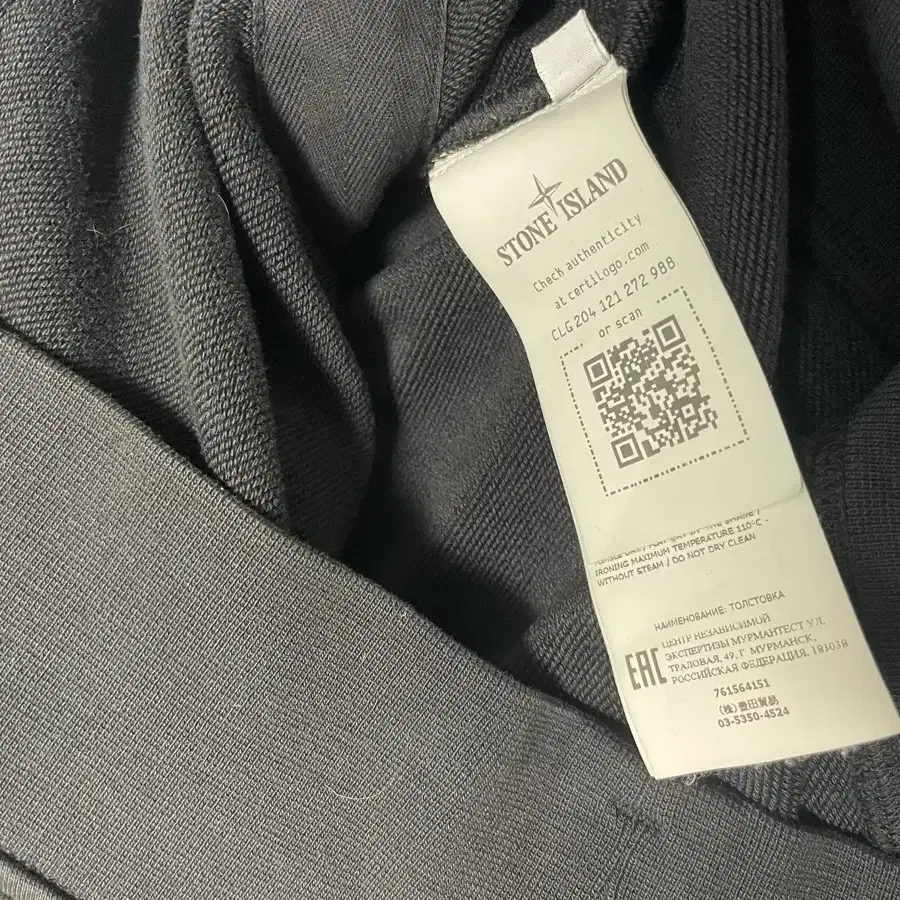 STONE ISLAND
Check authenticity
at certilogo.com
CLG 204 121 272 988
or scan
IRONING MAXIMUM TEMPERATURE 110°C -
WITHOUT STEAM / DO NOT DRY CLEAN
НАИМЕНОВАНИЕ: ТОЛСТОВКА
EAC
ЦЕНТР НЕЗАВИСИМОЙ
ЭКСПЕРТИЗЫ МУРМАНТЕСТ УЛ.
ТРАЛОВАЯ, 49, Г МУРМАНСК,
РОССИЙСКАЯ ФЕДЕРАЦИЯ, 183038
761564151
(株)豊田貿易
03-5350-4524